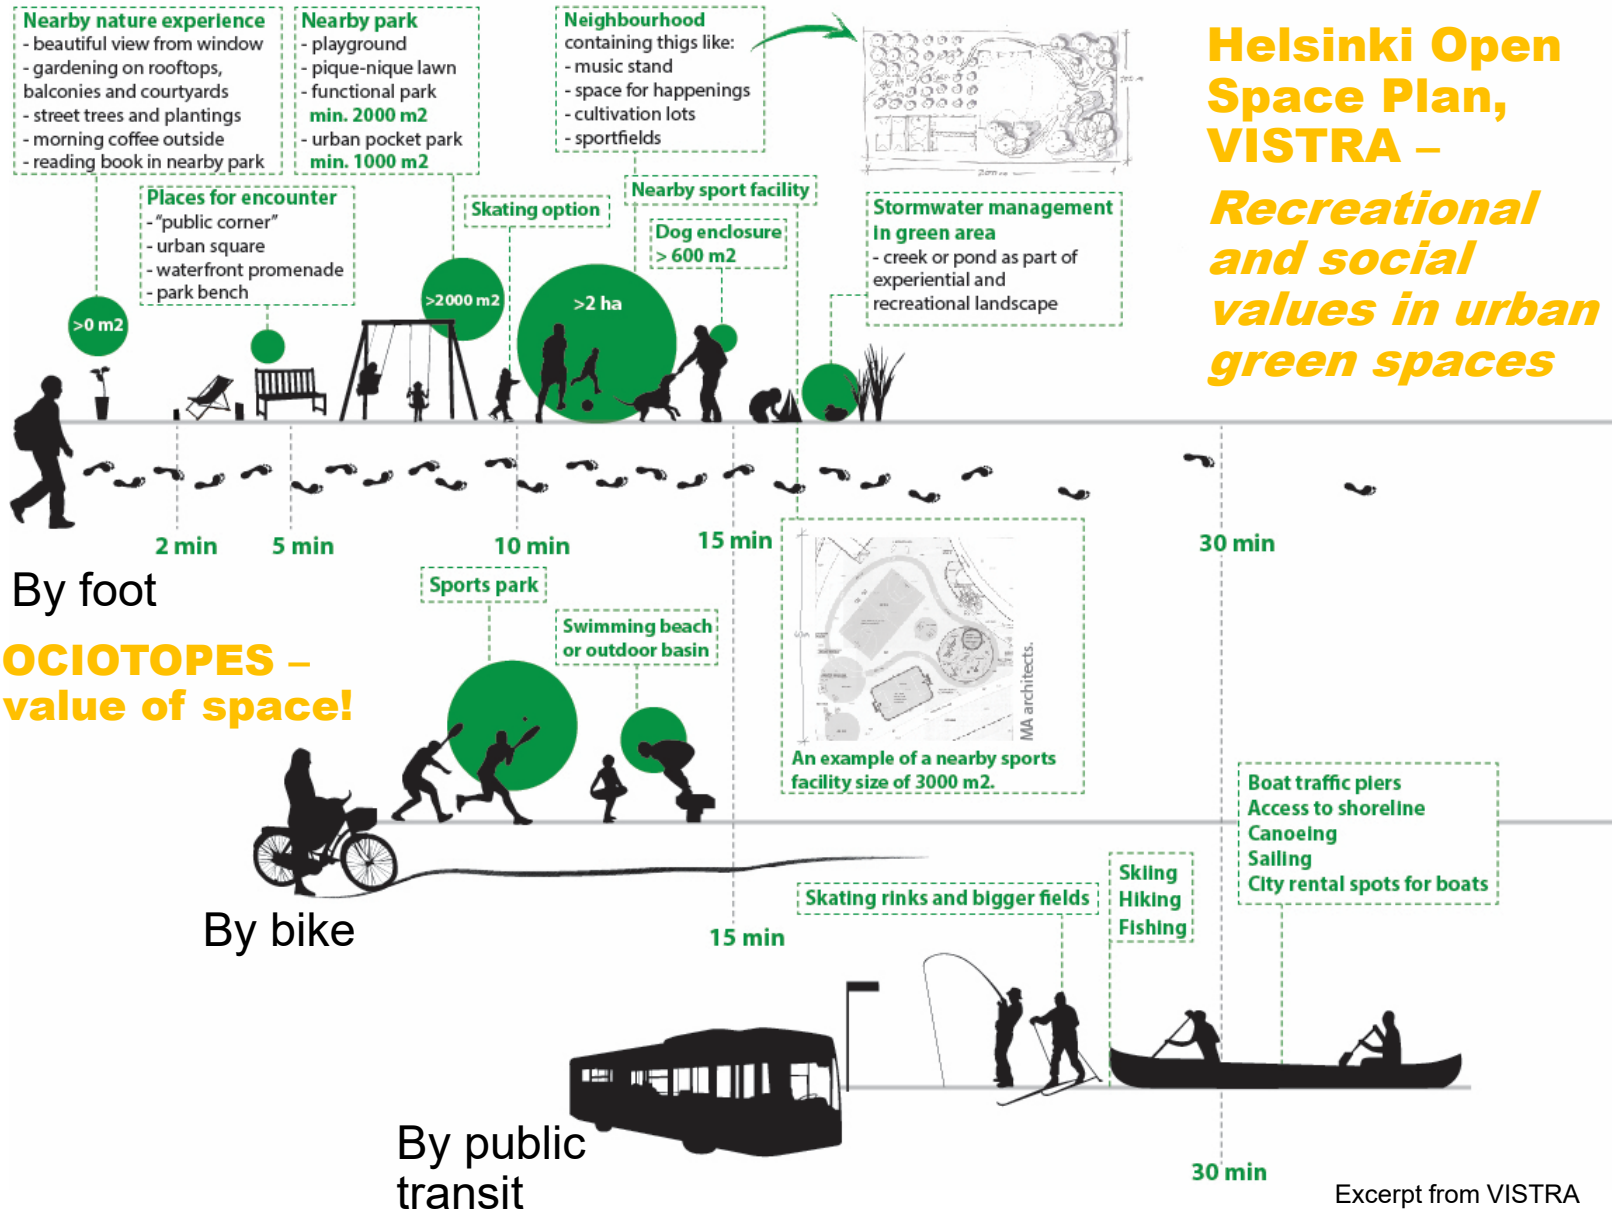 Nearby nature experience
- beautiful view from window
- gardening on rooftops,
balconies and courtyards
- street trees and plantings
- morning coffee outside
- reading book in nearby park
Nearby park
- playground
- pique-nique lawn
- functional park
min. 2000 m2
- urban pocket park
min. 1000 m2
Neighbourhood
containing thigs like:
- music stand
- space for happenings
- cultivation lots
- sportfields
Helsinki Open
Space Plan,
VISTRA –
Recreational
and social
values in urban
green spaces
Places for encounter
- "public corner"
- urban square
- waterfront promenade
- park bench
Skating option
Nearby sport facility
Dog enclosure
> 600 m2
Stormwater management
in green area
- creek or pond as part of
experiential and
recreational landscape
>0 m2
>2000 m2
>2 ha
2 min
5 min
10 min
15 min
30 min
By foot
OCIOTOPES –
value of space!
Sports park
Swimming beach
or outdoor basin
MA architects.
An example of a nearby sports
facility size of 3000 m2.
By bike
15 min
Skating rinks and bigger fields
Skiing
Hiking
Fishing
Boat traffic piers
Access to shoreline
Canoeing
Sailing
City rental spots for boats
By public
transit
30 min
Excerpt from VISTRA